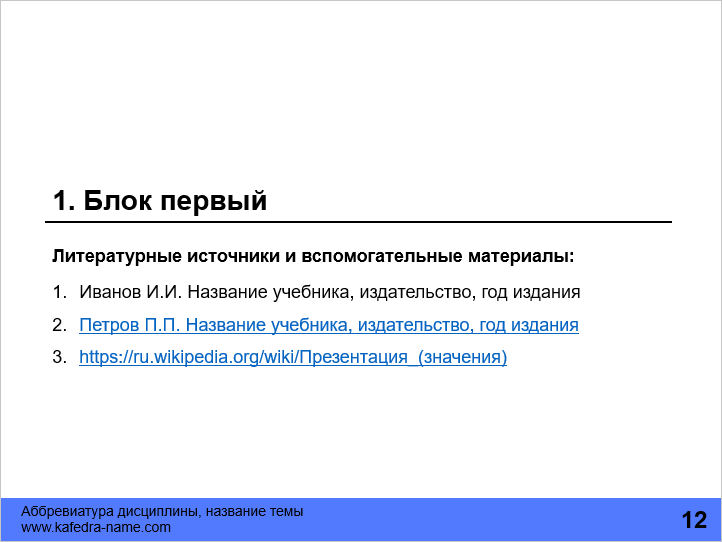 1. Блок первый
Литературные источники и вспомогательные материалы:
1. Иванов И.И. Название учебника, издательство, год издания
2. Петров П.П. Название учебника, издательство, год издания
3. https://ru.wikipedia.org/wiki/Презентация_(значения)
Аббревиатура дисциплины, название темы
www.kafedra-name.com
12